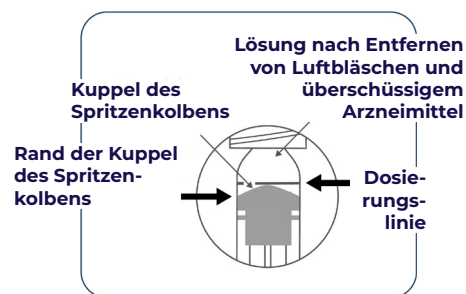 Lösung nach Entfernen
von Luftbläschen und
überschüssigem
Arzneimittel
Kuppel des
Spritzenkolbens
Rand der Kuppel
des Spritzen-
kolbens
Dosie-
rungs-
linie